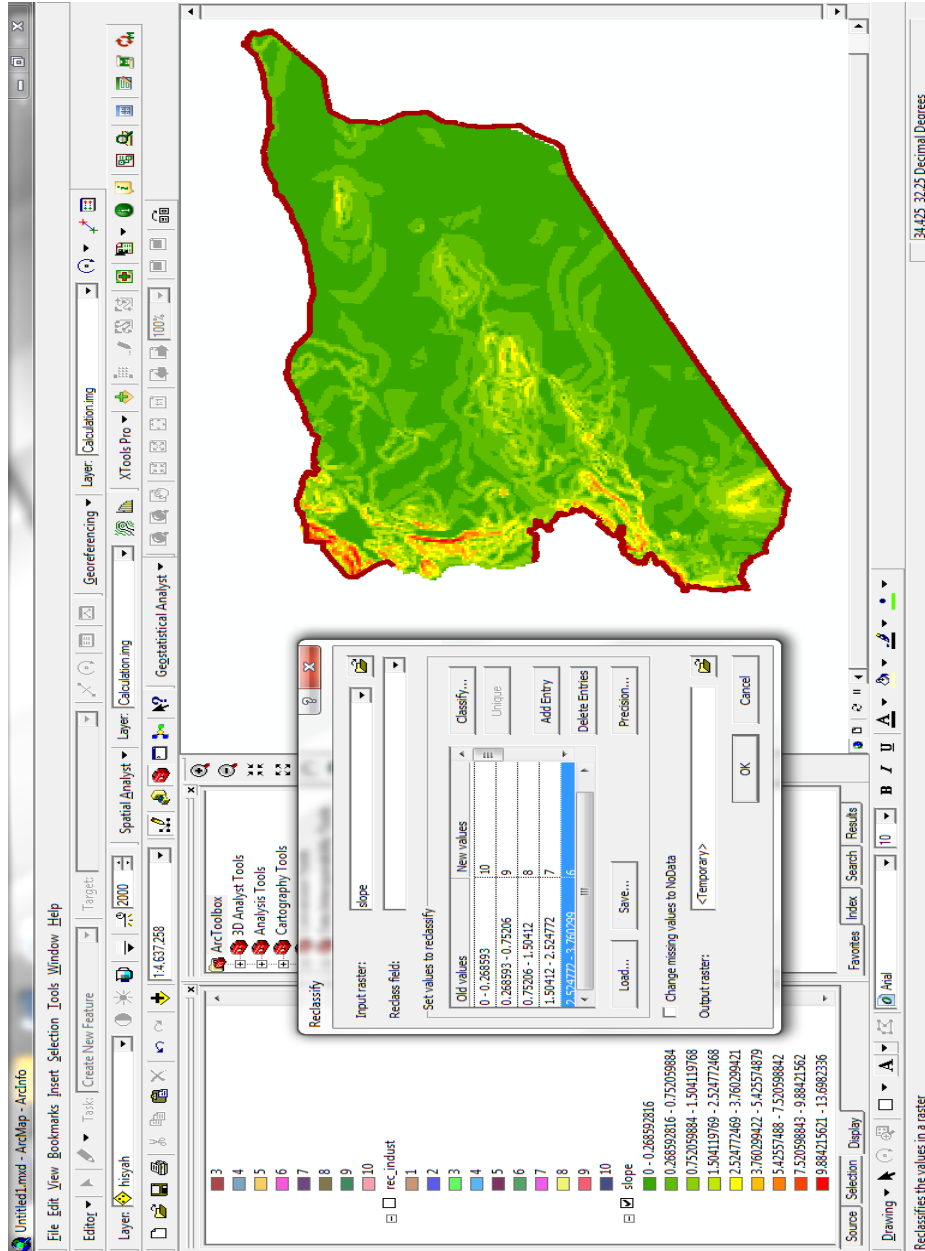 Untitled1.mxd - ArcMap - ArcInfo
File Edit View Bookmarks Insert Selection Tools Window Help
Editor Task: Create New Feature Target: Georeferencing Layer: Calculation.img
Layer: hisyah 2000 Spatial Analyst Layer: Calculation.img XTools Pro
1:4,637,258 Geostatistical Analyst 100%
3
4
5
6
7
8
9
10
rec_indust
1
2
3
4
5
6
7
8
9
10
slope
0 - 0.268592816
0.268592816 - 0.752059884
0.752059884 - 1.504119768
1.504119769 - 2.524772468
2.524772469 - 3.760299421
3.760299422 - 5.425574879
5.42557488 - 7.520598842
7.520598843 - 9.88421562
9.884215621 - 13.6982336
Source Display Selection
ArcToolbox
3D Analyst Tools
Analysis Tools
Cartography Tools
Favorites Index Search Results
Reclassify
Input raster: slope
Reclass field:
Set values to reclassify
Old values New values
0 - 0.268593 10
0.268593 - 0.75206 9
0.75206 - 1.50412 8
1.50412 - 2.524772 7
2.524772 - 3.760299 6
Classify...
Unique
Add Entry
Delete Entries
Load... Save... Precision...
Change missing values to NoData
Output raster: <Temporary>
OK Cancel
Drawing A Arial 10 B I U A
Reclassifies the values in a raster 34.425 32.25 Decimal Degrees